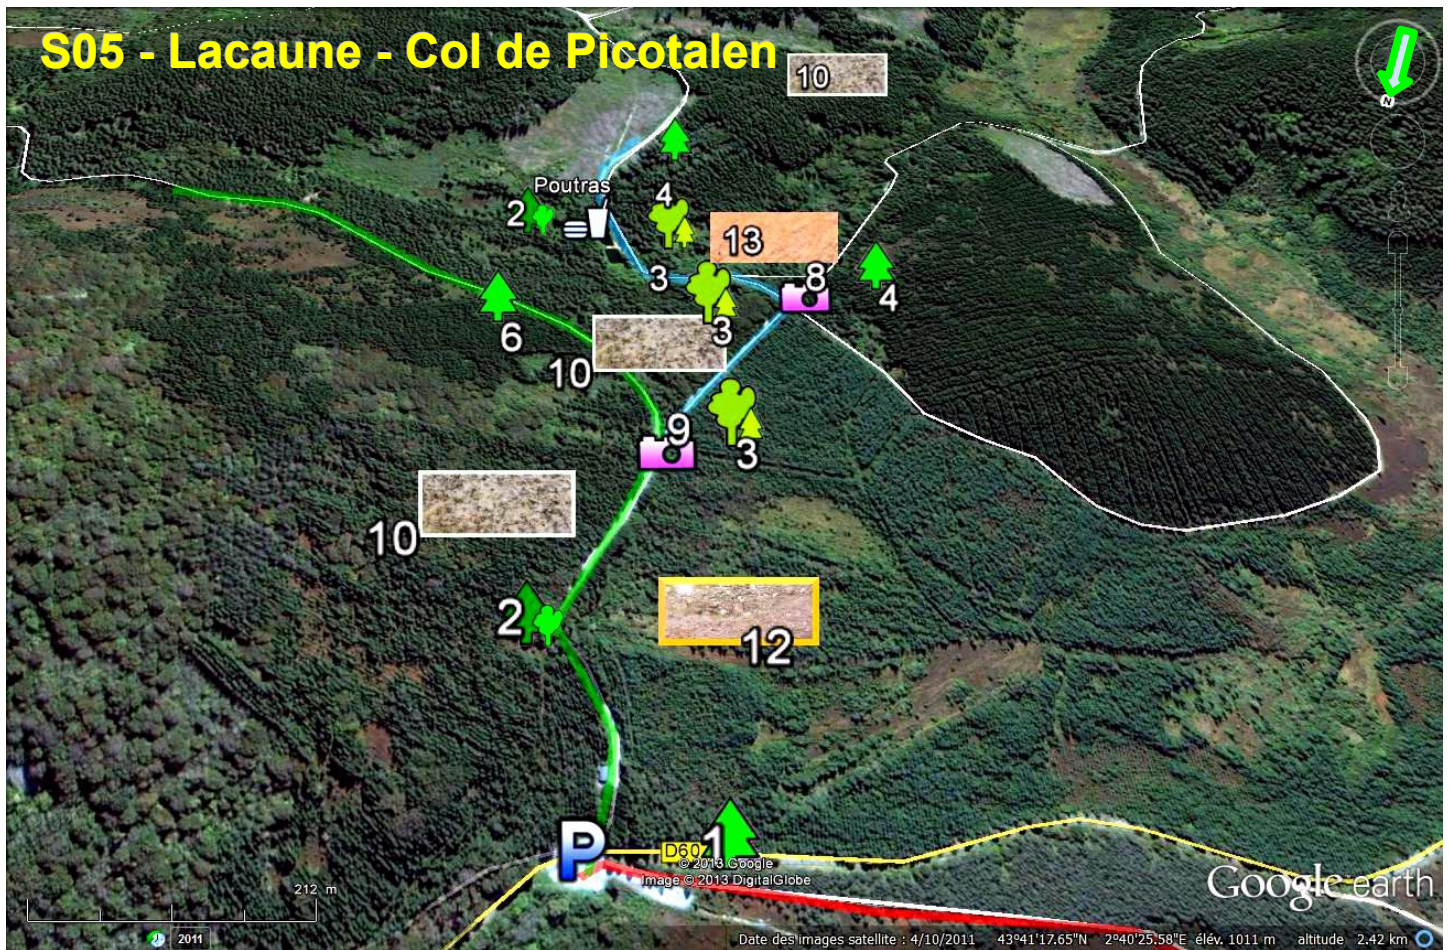 S05 - Lacaune - Col de Picotalen
10
N
Poutras
2
4
13
3
8
4
3
6
10
9
3
10
2
12
P
D60
1
© 2013 Google
Image © 2013 DigitalGlobe
Google earth
212 m
2011
Date des images satellite : 4/10/2011 43°41'17.65"N 2°40'25.58"E élév. 1011 m altitude 2.42 km